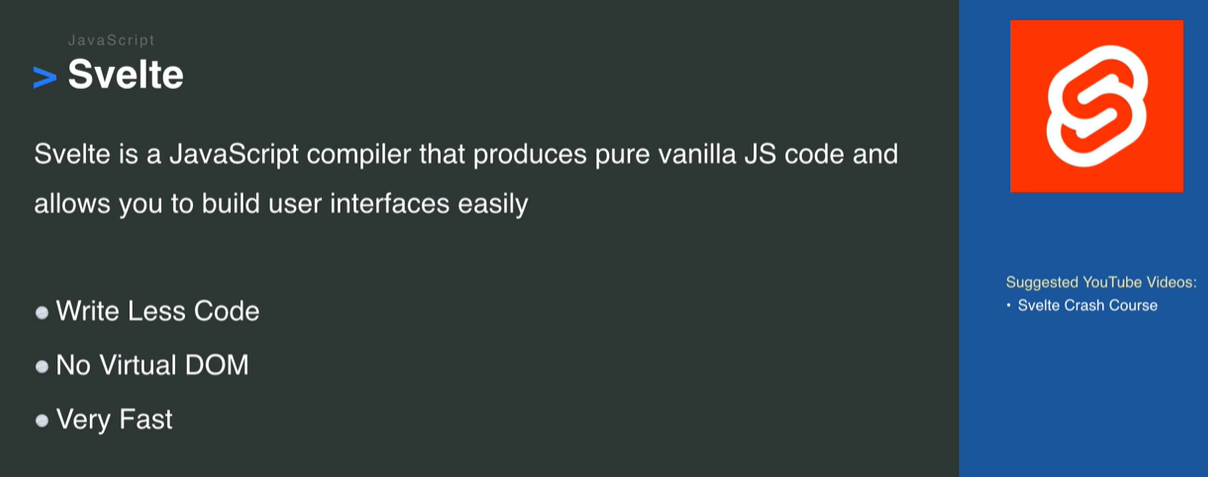 JavaScript
> Svelte
Svelte is a JavaScript compiler that produces pure vanilla JS code and
allows you to build user interfaces easily
• Write Less Code
• No Virtual DOM
• Very Fast
Suggested YouTube Videos:
• Svelte Crash Course